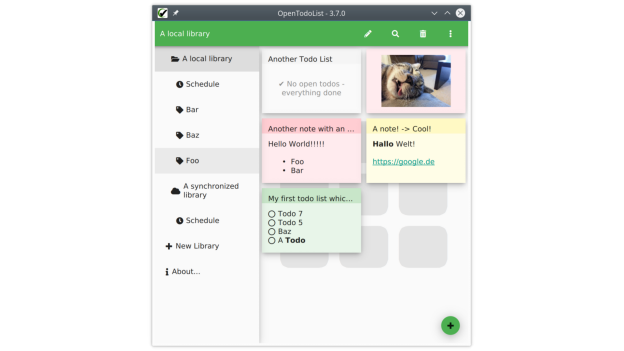 OpenTodoList - 3.7.0
A local library
A local library
Schedule
Bar
Baz
Foo
A synchronized
library
Schedule
New Library
About...
Another Todo List
✔ No open todos -
everything done
Another note with an ...
Hello World!!!!!
• Foo
• Bar
A note! -> Cool!
Hallo Welt!
https://google.de
My first todo list whic...
Todo 7
Todo 5
Baz
A Todo